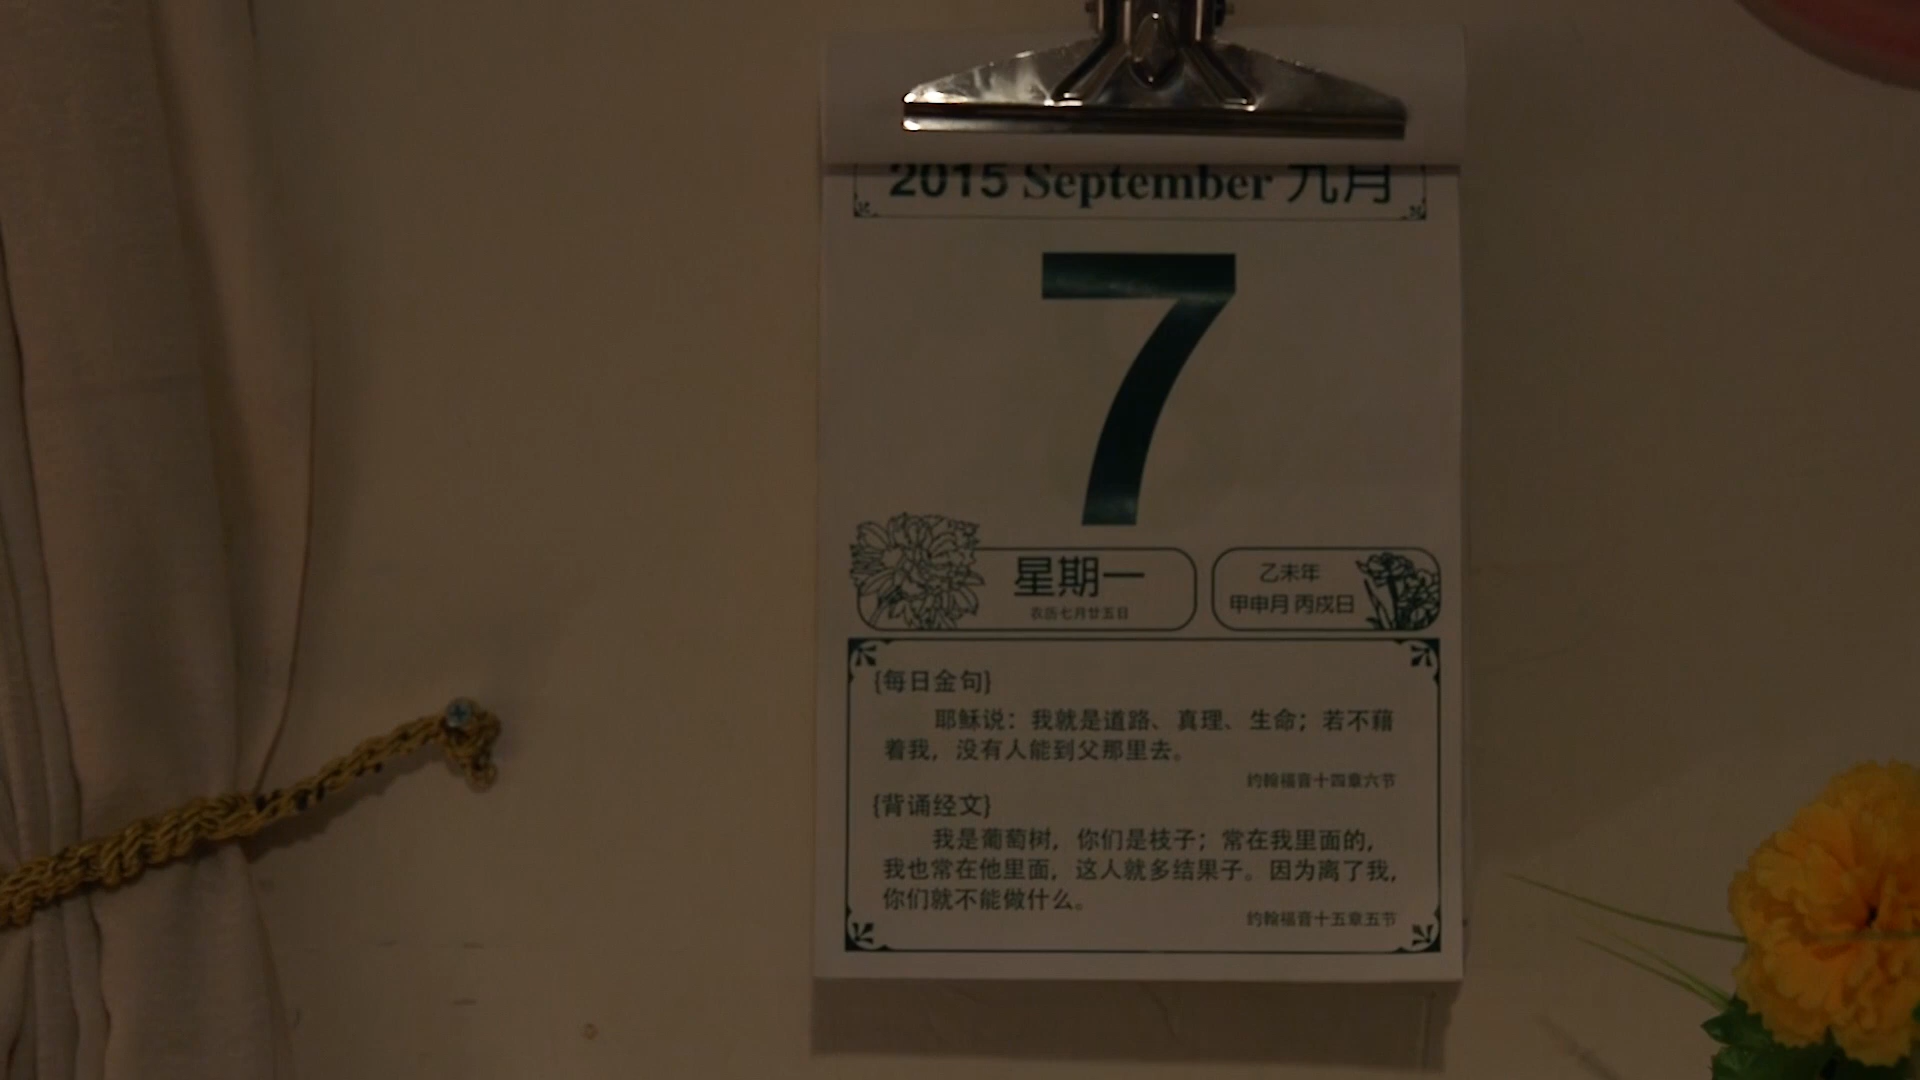 2015 September 九月
7
星期一
农历七月廿五日
乙未年
甲申月 丙戌日
{每日金句}
耶稣说：我就是道路、真理、生命；若不藉
着我，没有人能到父那里去。
约翰福音十四章六节
{背诵经文}
我是葡萄树，你们是枝子；常在我里面的，
我也常在他里面，这人就多结果子。因为离了我，
你们就不能做什么。
约翰福音十五章五节